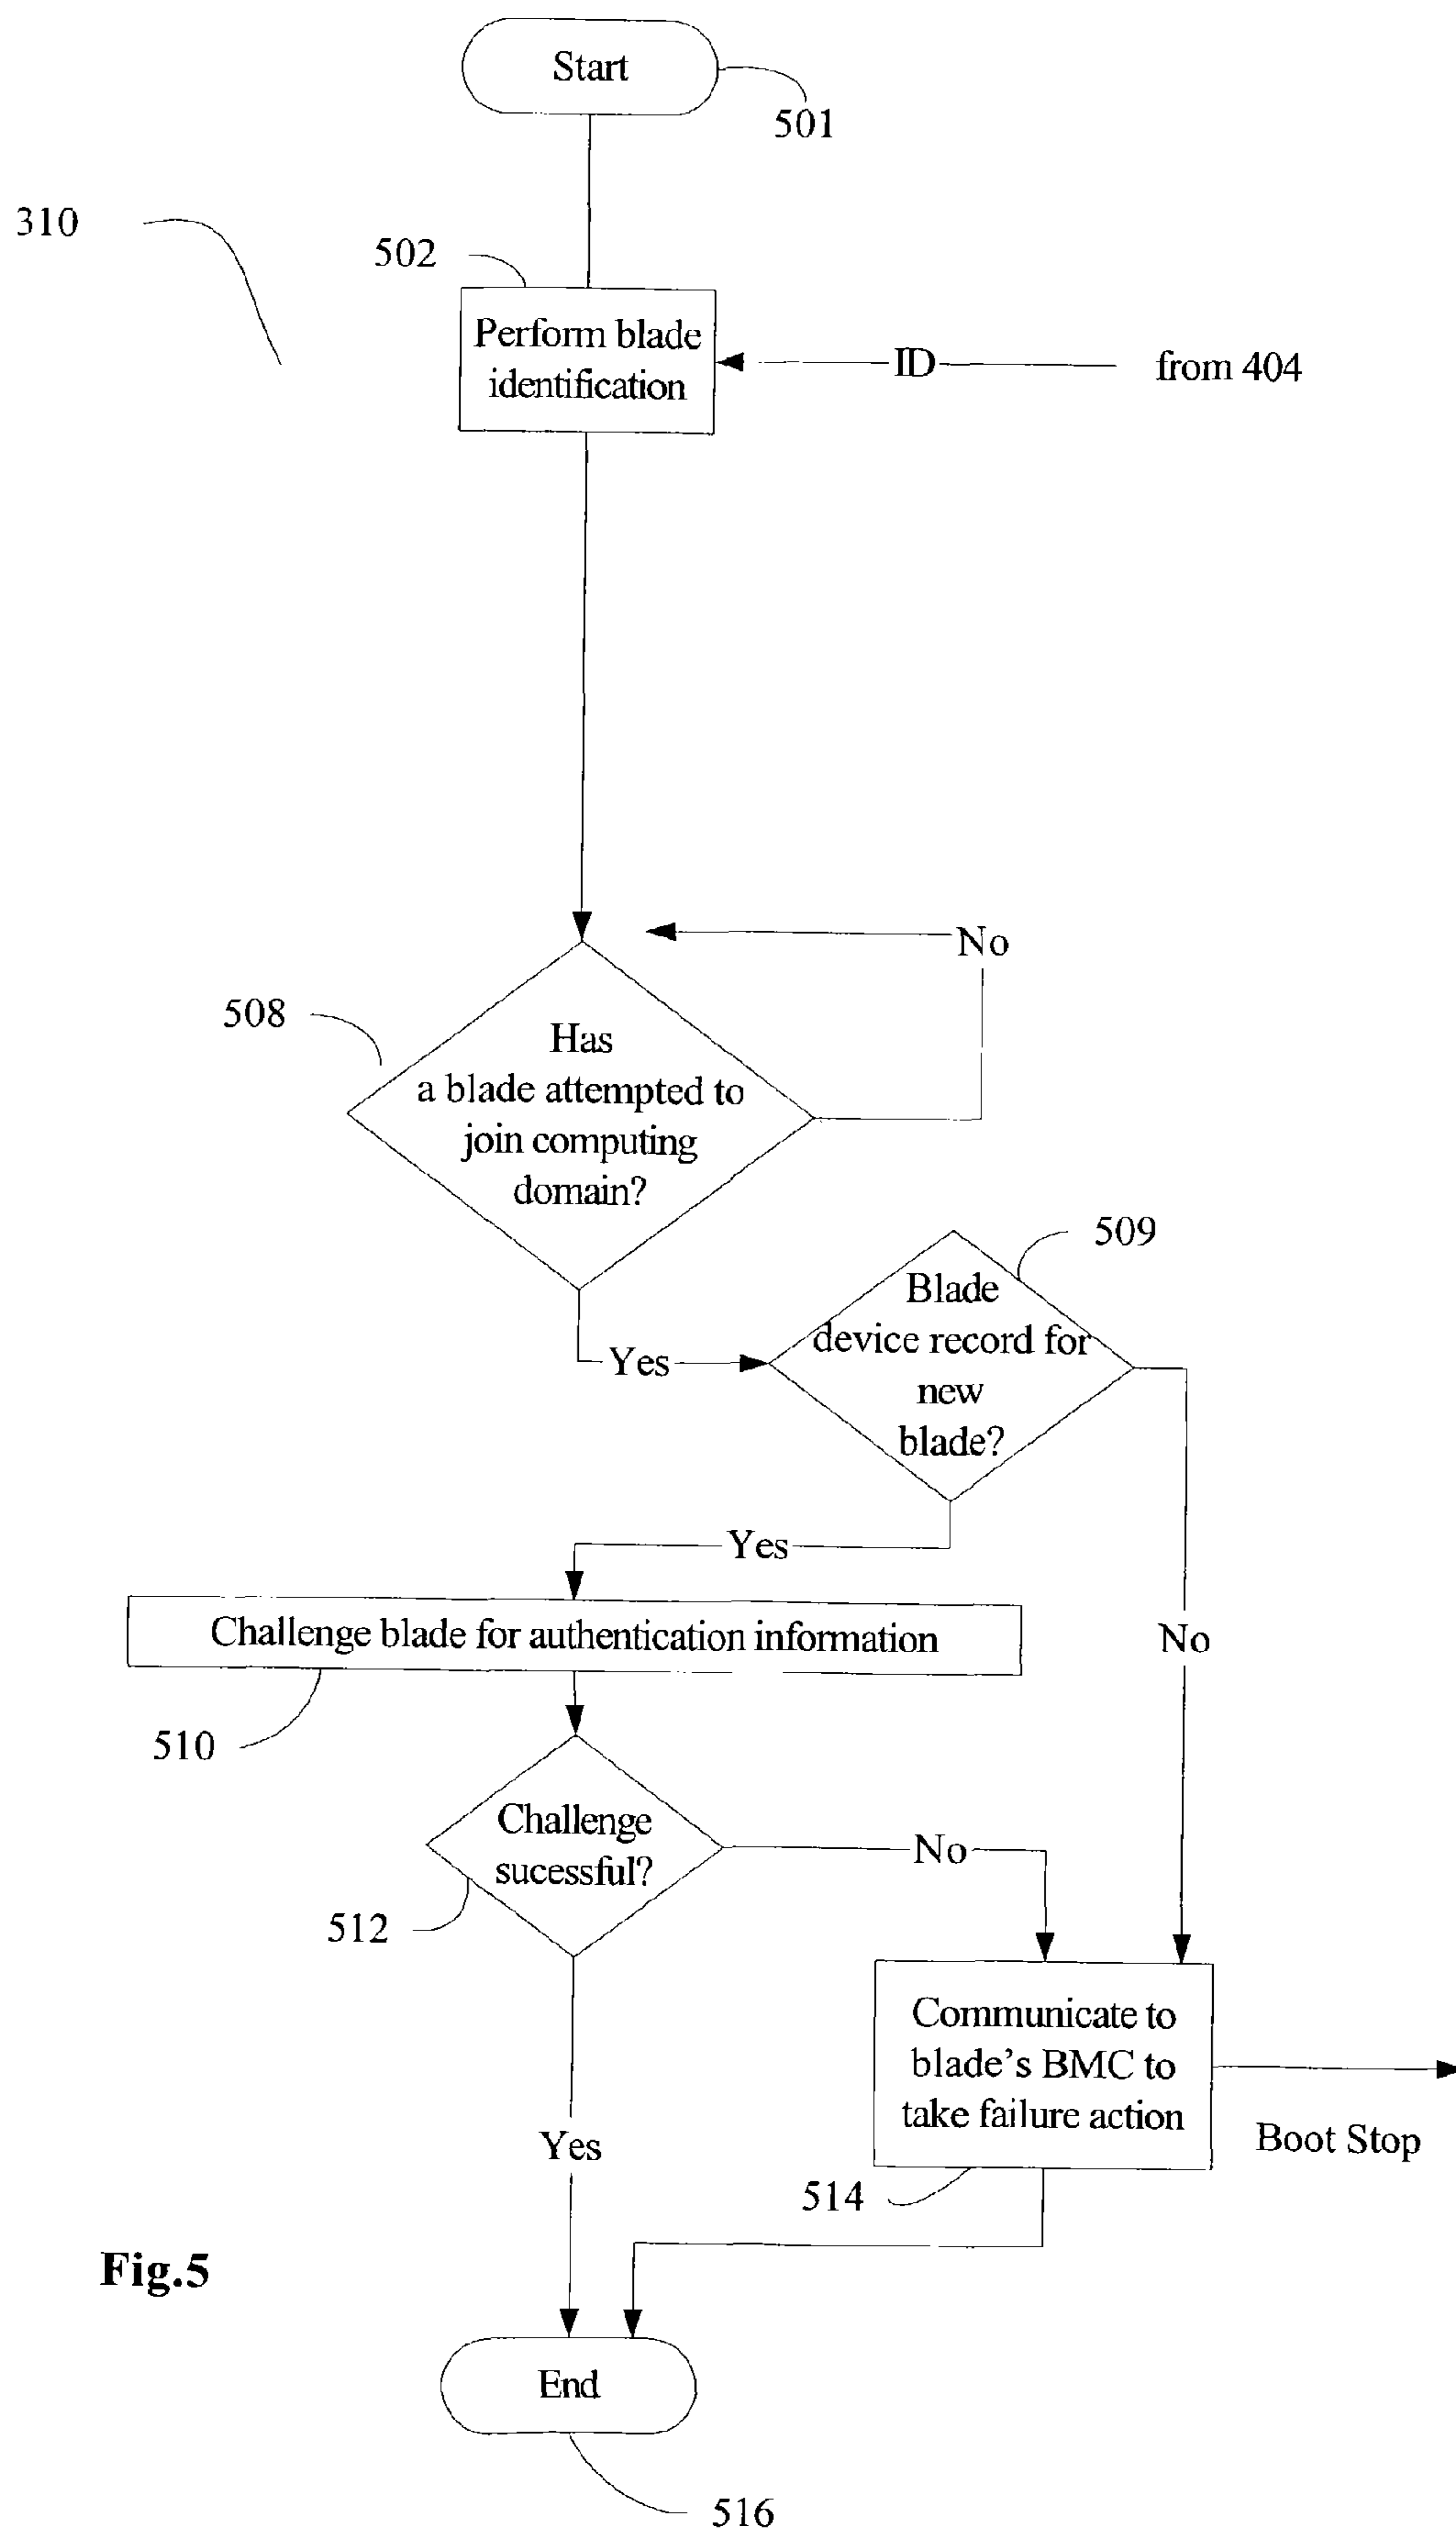 Start
501
310
502
Perform blade
identification
ID
from 404
No
508
Has
a blade attempted to
join computing
domain?
509
Blade
device record for
new
blade?
Yes
Yes
Challenge blade for authentication information
No
510
Challenge
sucessful?
No
512
Communicate to
blade's BMC to
take failure action
Boot Stop
Yes
514
Fig.5
End
516